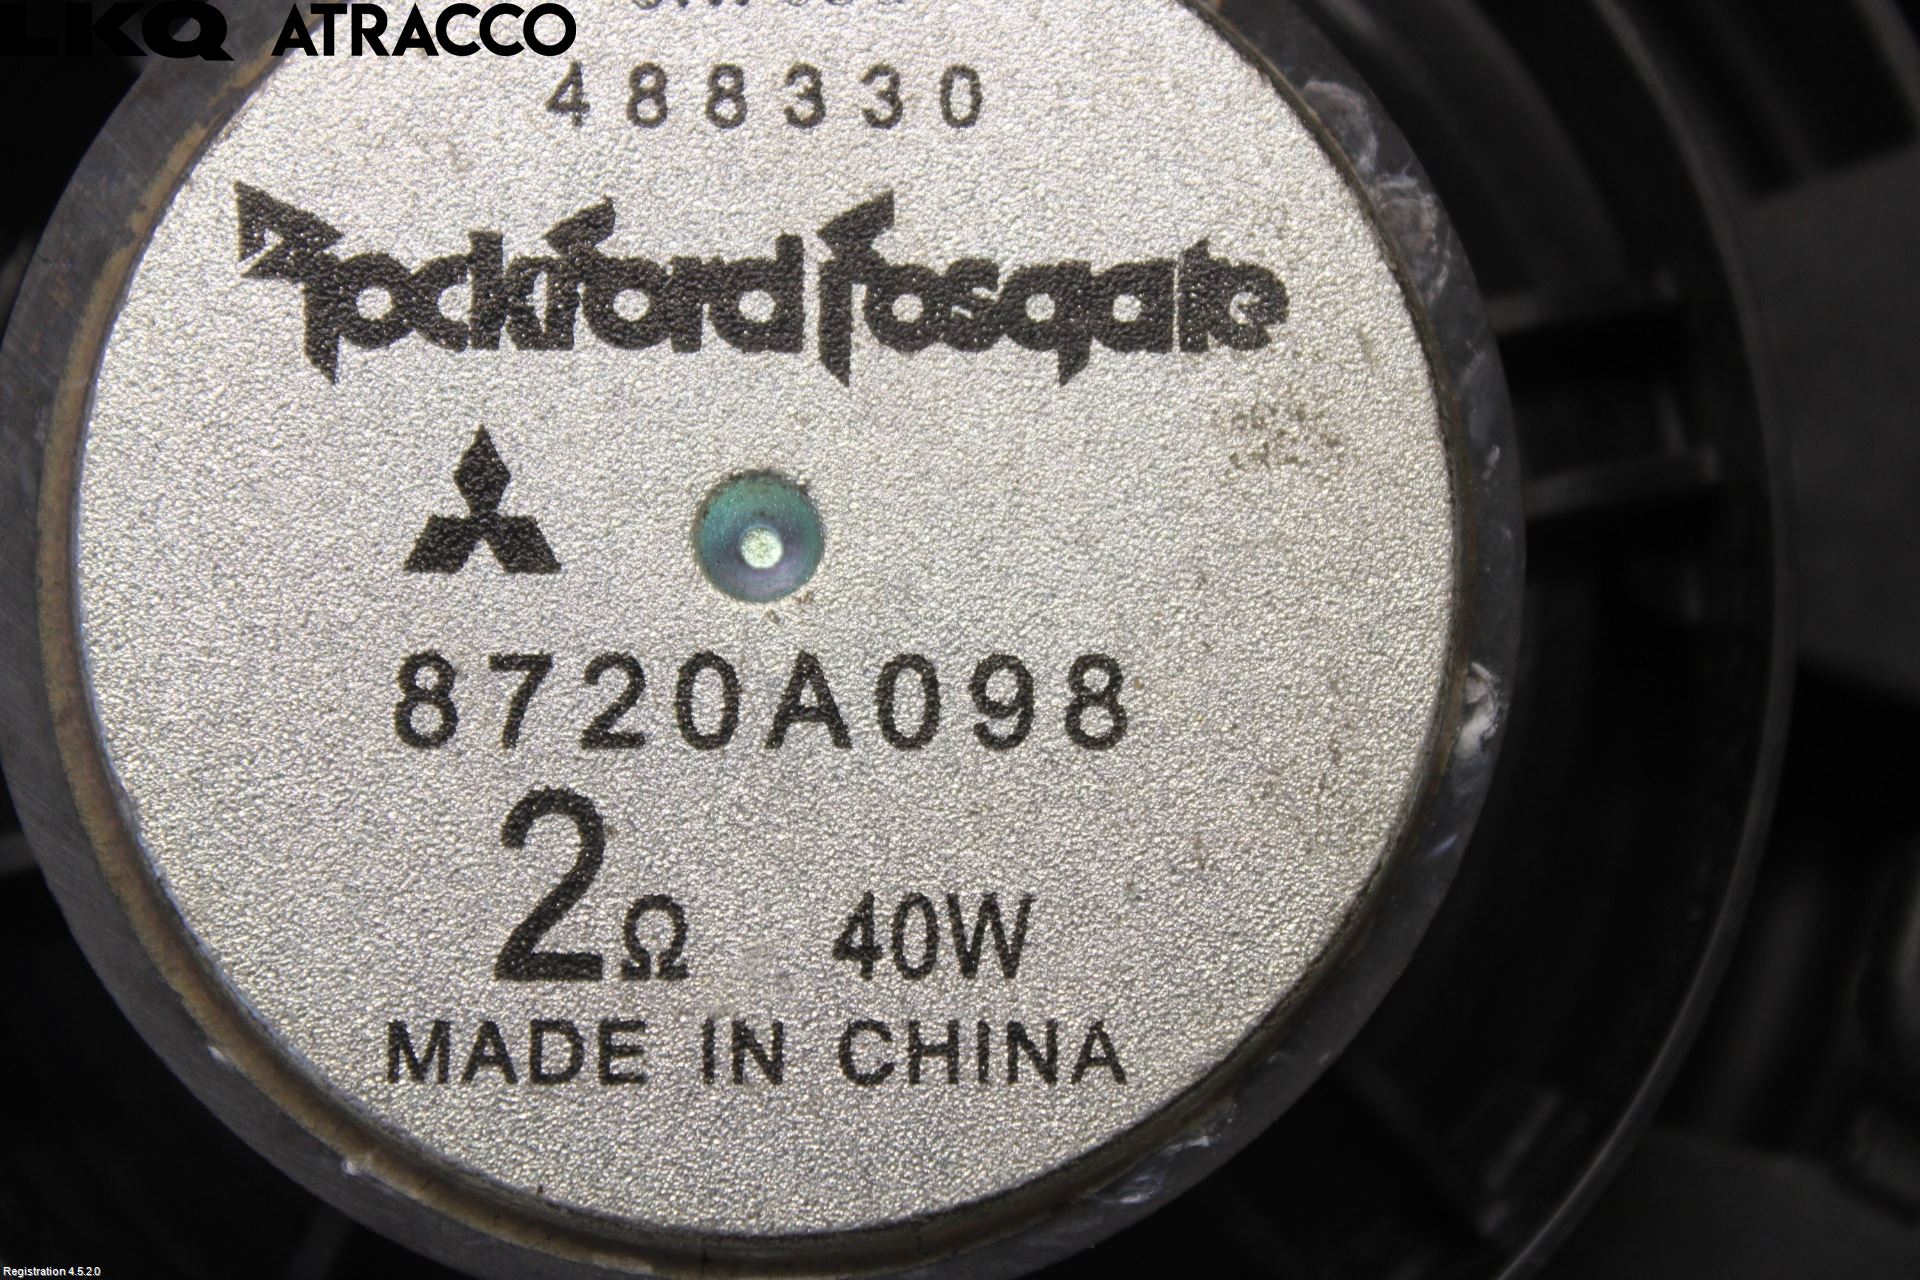 LKQ ATRACCO
488330
Rockford Fosgate
8720A098
2Ω 40W
MADE IN CHINA
Registration 4.5.2.0